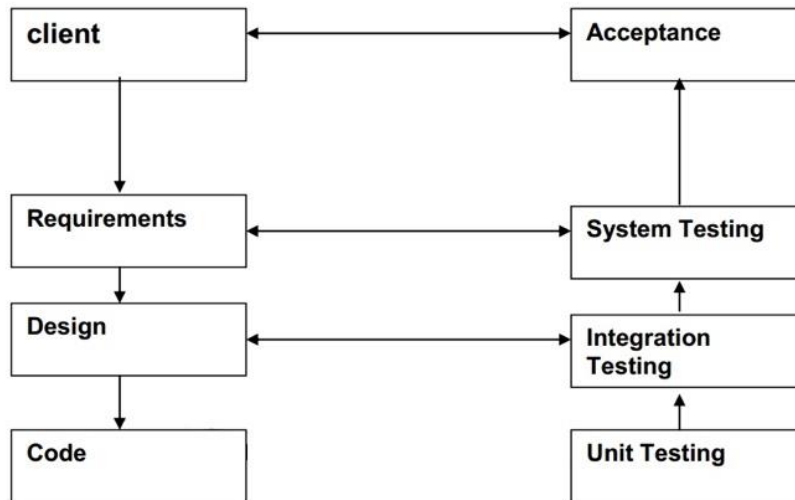 client
Acceptance
Requirements
System Testing
Design
Integration
Testing
Code
Unit Testing